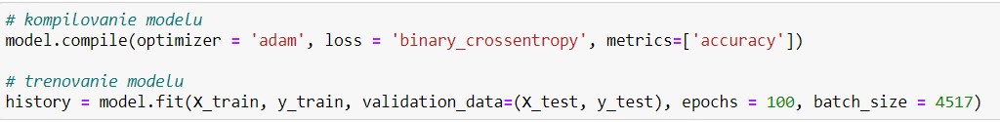 # kompilovanie modelu
model.compile(optimizer = 'adam', loss = 'binary_crossentropy', metrics=['accuracy'])
# trenovanie modelu
history = model.fit(X_train, y_train, validation_data=(X_test, y_test), epochs = 100, batch_size = 4517)